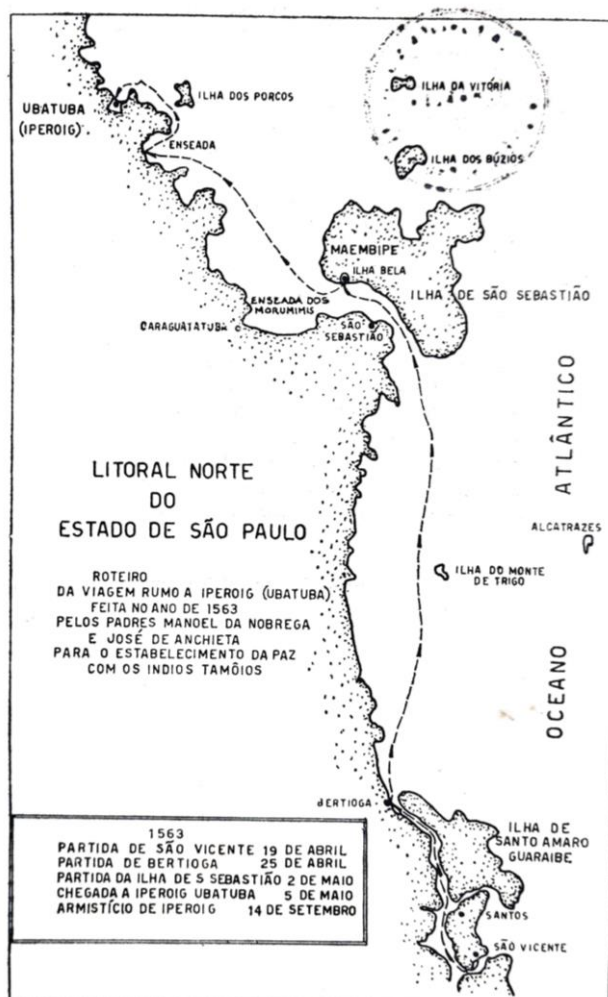 ILHA DOS PORCOS
UBATUBA
(IPEROIG).
ENSEADA
ILHA DA VITÓRIA
ILHA DOS BÚZIOS
MAEMBIPE
ILHA BELA
ILHA DE SÃO SEBASTIÃO
ENSEADA DOS
MORUMIMIS
CARAGUATATUBA
SÃO
SEBASTIÃO
LITORAL NORTE
DO
ESTADO DE SÃO PAULO
ROTEIRO
DA VIAGEM RUMO A IPEROIG (UBATUBA)
FEITA NO ANO DE 1563
PELOS PADRES MANOEL DA NOBREGA
E JOSÉ DE ANCHIETA
PARA O ESTABELECIMENTO DA PAZ
COM OS INDIOS TAMÔIOS
OCEANO ATLÂNTICO
ALCATRAZES
ILHA DO MONTE
DE TRIGO
BERTIOGA
ILHA DE
SANTO AMARO
GUARAIBE
SANTOS
SÃO VICENTE
1563
PARTIDA DE SÃO VICENTE 19 DE ABRIL
PARTIDA DE BERTIOGA 25 DE ABRIL
PARTIDA DA ILHA DE S SEBASTIÃO 2 DE MAIO
CHEGADA A IPEROIG UBATUBA 5 DE MAIO
ARMISTÍCIO DE IPEROIG 14 DE SETEMBRO